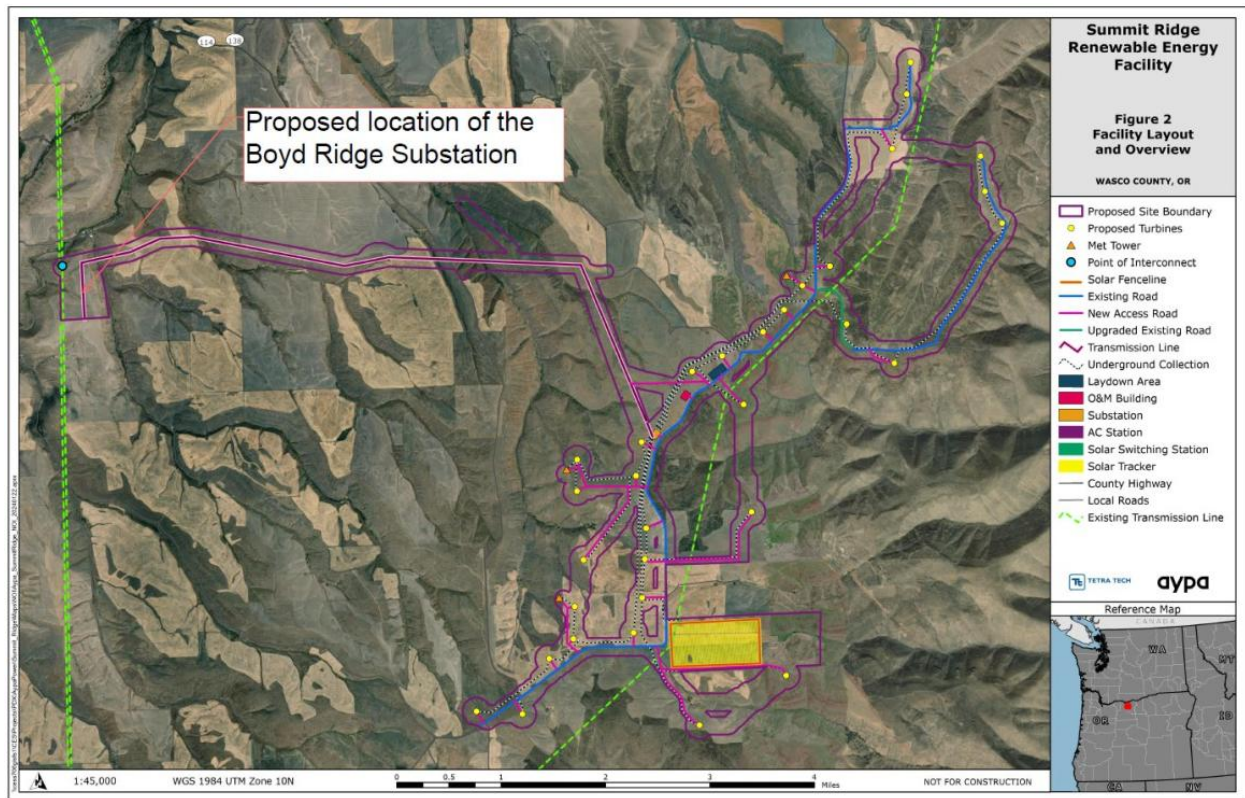 114
138
Proposed location of the
Boyd Ridge Substation
Summit Ridge
Renewable Energy
Facility
Figure 2
Facility Layout
and Overview
WASCO COUNTY, OR
Proposed Site Boundary
Proposed Turbines
Met Tower
Point of Interconnect
Solar Fenceline
Existing Road
New Access Road
Upgraded Existing Road
Transmission Line
Underground Collection
Laydown Area
O&M Building
Substation
AC Station
Solar Switching Station
Solar Tracker
County Highway
Local Roads
Existing Transmission Line
TETRA TECH
aypa
Reference Map
CANADA
WA
MT
OR
ID
CA
NV
1:45,000
WGS 1984 UTM Zone 10N
0 0.5 1 2 3 4
Miles
NOT FOR CONSTRUCTION